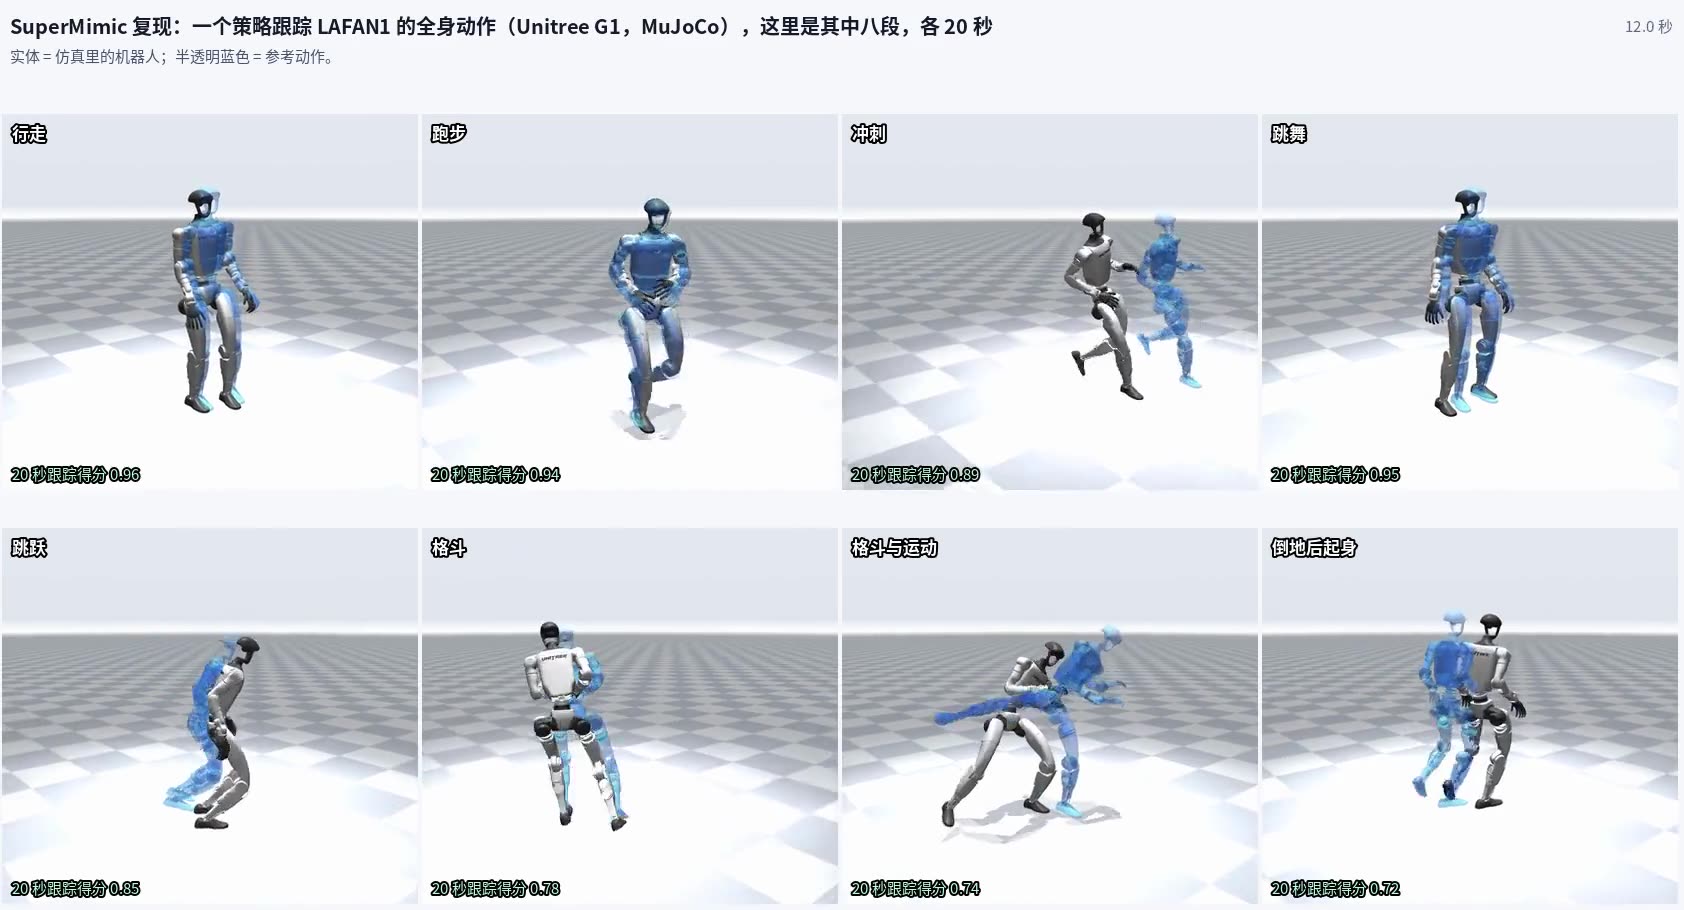 SuperMimic 复现：一个策略跟踪 LAFAN1 的全身动作（Unitree G1，MuJoCo），这里是其中八段，各 20 秒
12.0 秒
实体 = 仿真里的机器人；半透明蓝色 = 参考动作。
行走
跑步
冲刺
跳舞
20 秒跟踪得分 0.96
20 秒跟踪得分 0.94
20 秒跟踪得分 0.89
20 秒跟踪得分 0.95
跳跃
格斗
格斗与运动
倒地后起身
20 秒跟踪得分 0.85
20 秒跟踪得分 0.78
20 秒跟踪得分 0.74
20 秒跟踪得分 0.72